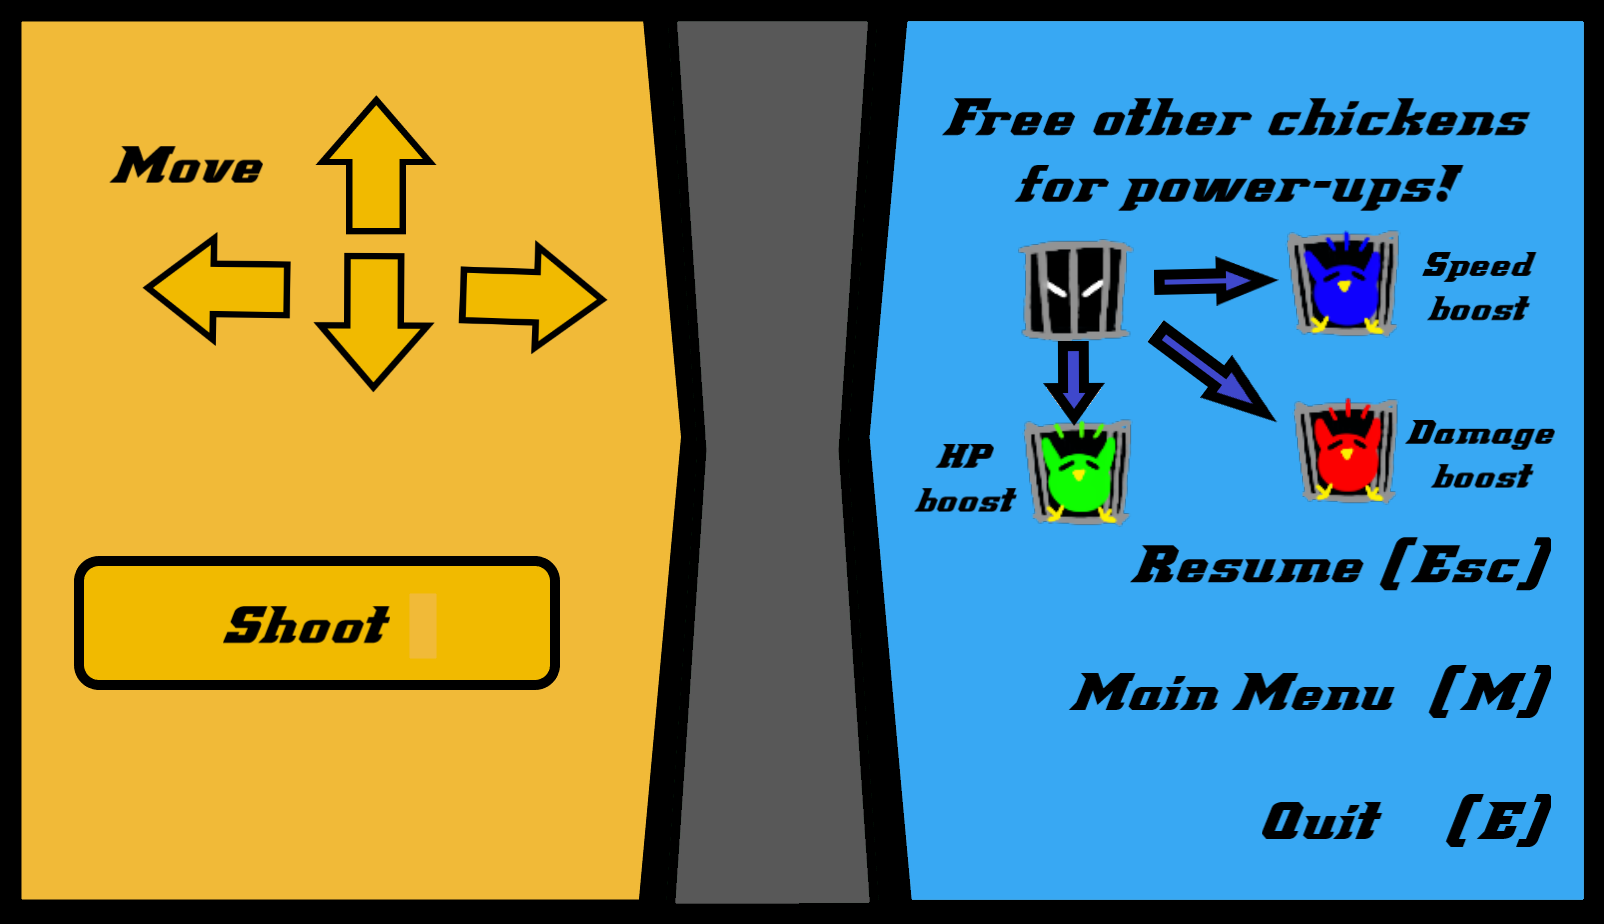 Move
Shoot
Free other chickens
for power-ups!
Speed
boost
HP
boost
Damage
boost
Resume (Esc)
Main Menu (M)
Quit (E)